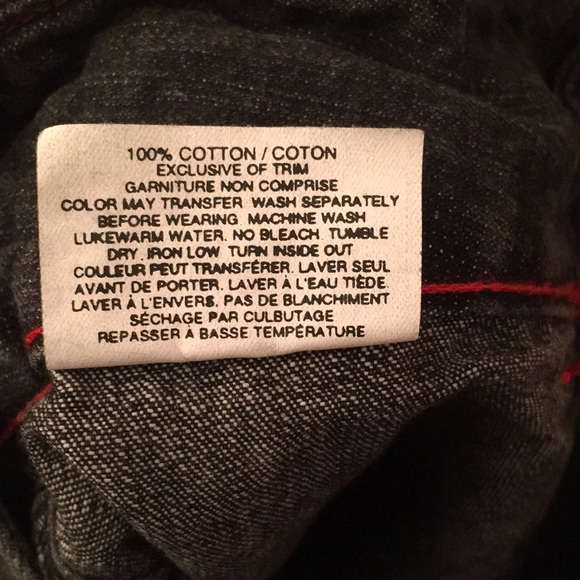 100% COTTON / COTON
EXCLUSIVE OF TRIM
GARNITURE NON COMPRISE
COLOR MAY TRANSFER WASH SEPARATELY
BEFORE WEARING MACHINE WASH
LUKEWARM WATER. NO BLEACH TUMBLE
DRY. IRON LOW TURN INSIDE OUT
COULEUR PEUT TRANSFÉRER. LAVER SEUL
AVANT DE PORTER. LAVER À L'EAU TIÈDE.
LAVER À L'ENVERS. PAS DE BLANCHIMENT
SÉCHAGE PAR CULBUTAGE
REPASSER À BASSE TEMPÉRATURE